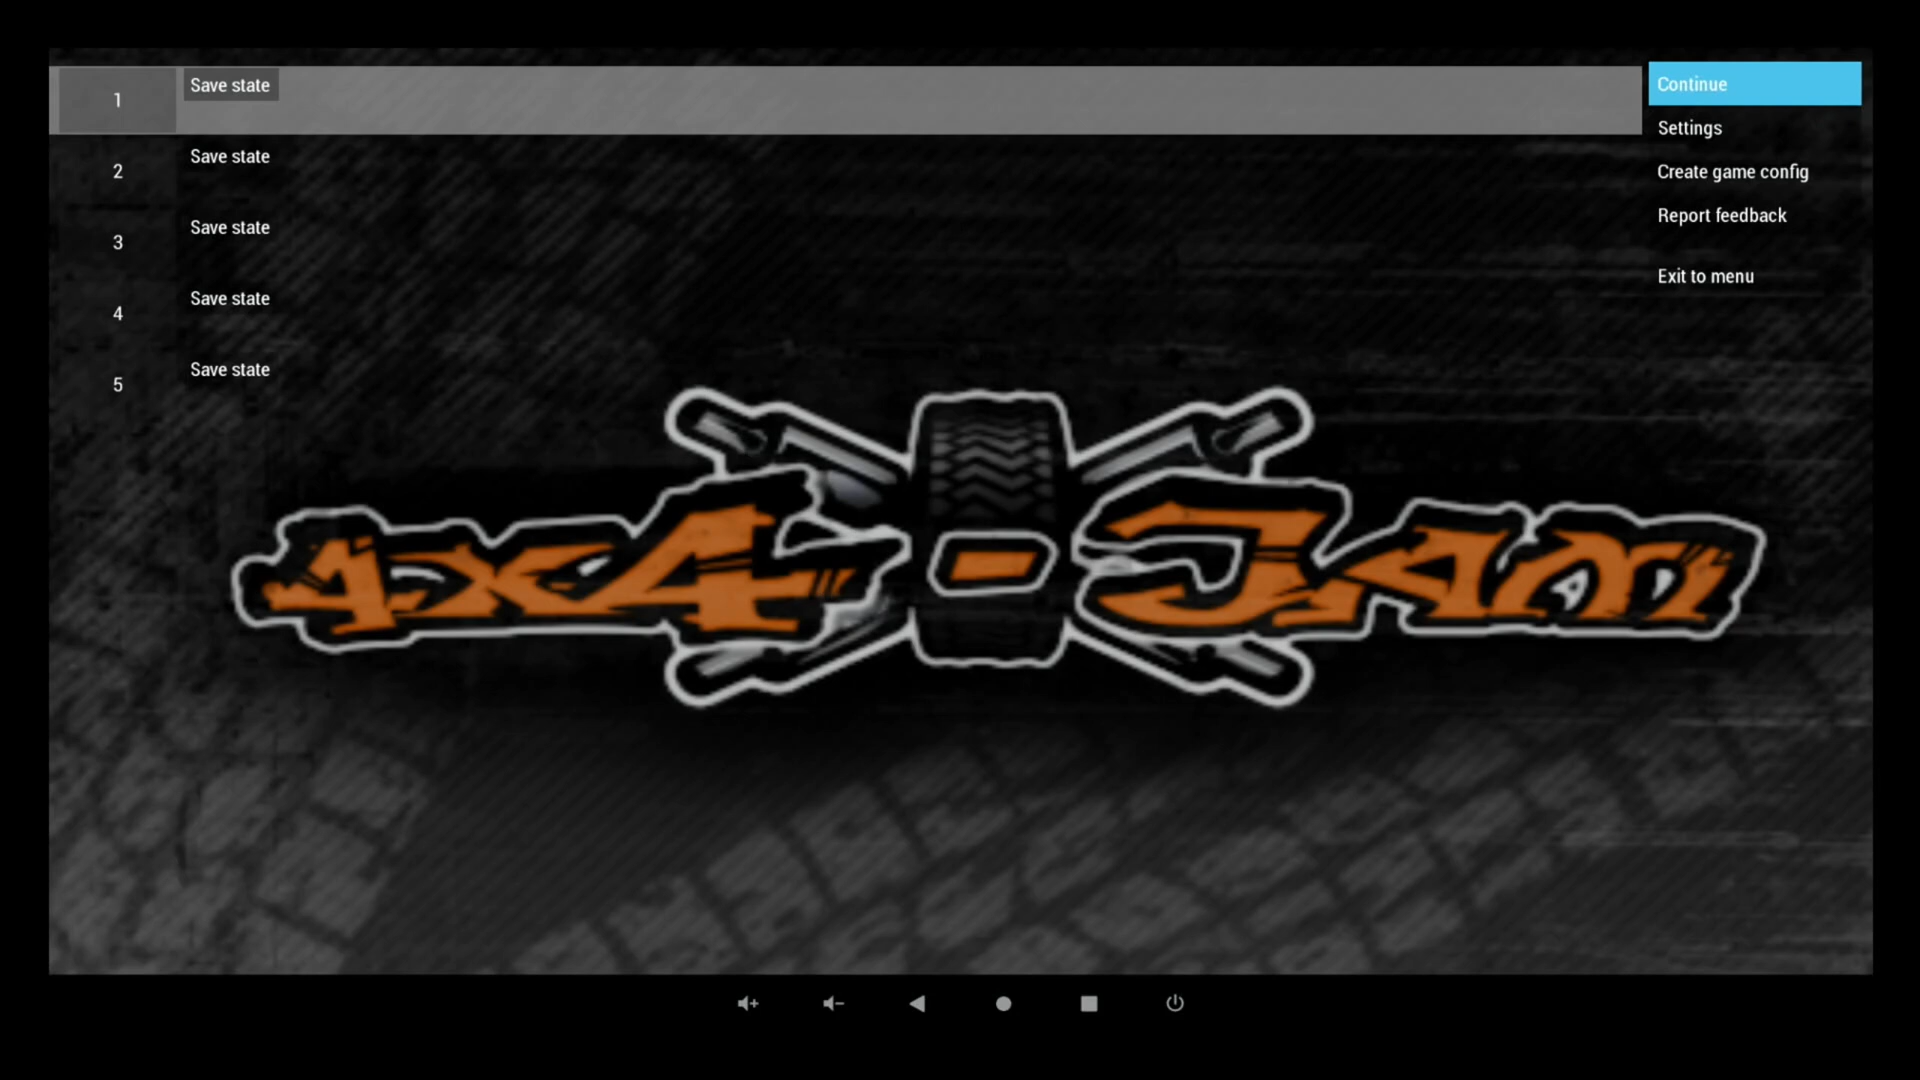 1 Save state
2 Save state
3 Save state
4 Save state
5 Save state
Continue
Settings
Create game config
Report feedback
Exit to menu
4x4 - Jam